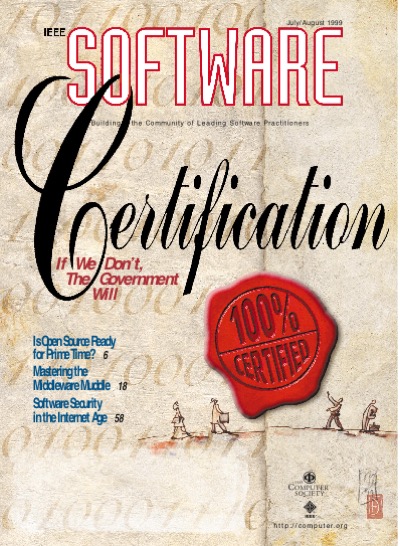 July/August 1999
IEEE
SOFTWARE
Building the Community of Leading Software Practitioners
Certification
If We Don't,
The Government
Will
100%
CERTIFIED
Is Open Source Ready
for Prime Time? 6
Mastering the
Middleware Muddle 18
Software Security
in the Internet Age 58
COMPUTER
SOCIETY
IEEE
http://computer.org